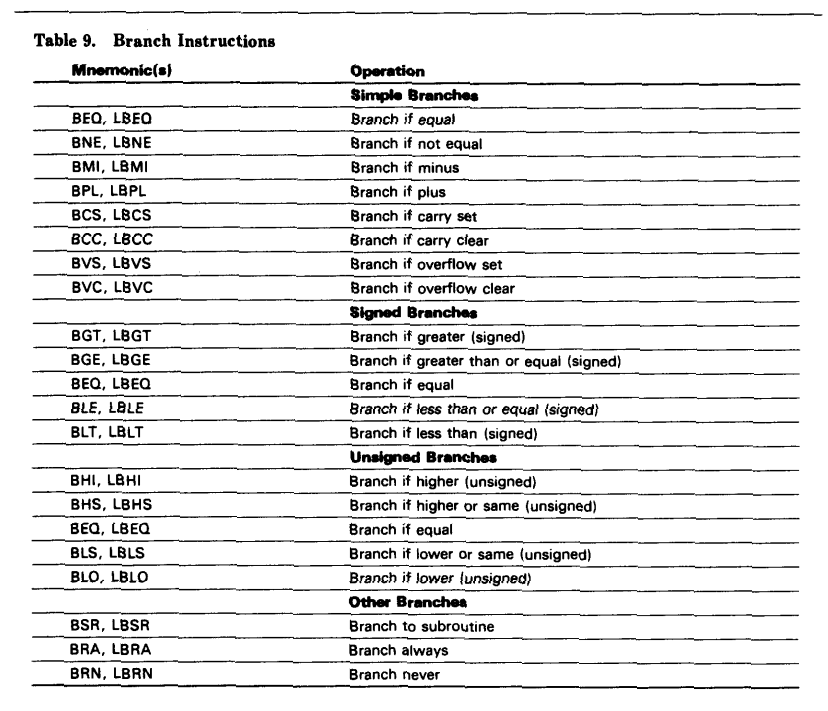 Table 9. Branch Instructions
Mnemonic(s) Operation
Simple Branches
BEQ, LBEQ Branch if equal
BNE, LBNE Branch if not equal
BMI, LBMI Branch if minus
BPL, LBPL Branch if plus
BCS, LBCS Branch if carry set
BCC, LBCC Branch if carry clear
BVS, LBVS Branch if overflow set
BVC, LBVC Branch if overflow clear
Signed Branches
BGT, LBGT Branch if greater (signed)
BGE, LBGE Branch if greater than or equal (signed)
BEQ, LBEQ Branch if equal
BLE, LBLE Branch if less than or equal (signed)
BLT, LBLT Branch if less than (signed)
Unsigned Branches
BHI, LBHI Branch if higher (unsigned)
BHS, LBHS Branch if higher or same (unsigned)
BEQ, LBEQ Branch if equal
BLS, LBLS Branch if lower or same (unsigned)
BLO, LBLO Branch if lower (unsigned)
Other Branches
BSR, LBSR Branch to subroutine
BRA, LBRA Branch always
BRN, LBRN Branch never